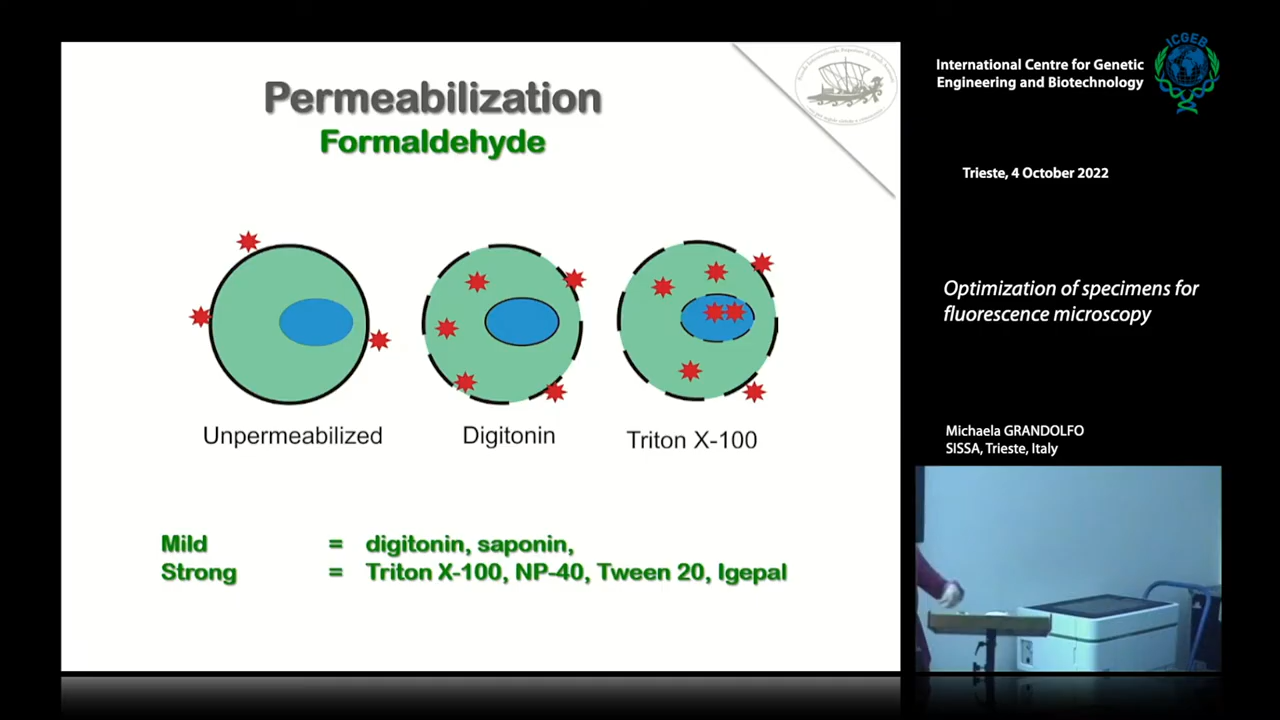 Permeabilization
Formaldehyde
Unpermeabilized
Digitonin
Triton X-100
Mild = digitonin, saponin,
Strong = Triton X-100, NP-40, Tween 20, Igepal
International Centre for Genetic
Engineering and Biotechnology
ICGEB
Trieste, 4 October 2022
Optimization of specimens for
fluorescence microscopy
Michaela GRANDOLFO
SISSA, Trieste, Italy